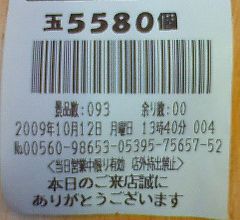 玉5580個
景品数:093 余り数:00
2009年10月12日 月曜日 13時40分 004
No00560-98653-05395-75657-52
<当日営業中限り有効 店外持出禁止>
本日のご来店誠に
ありがとうございます